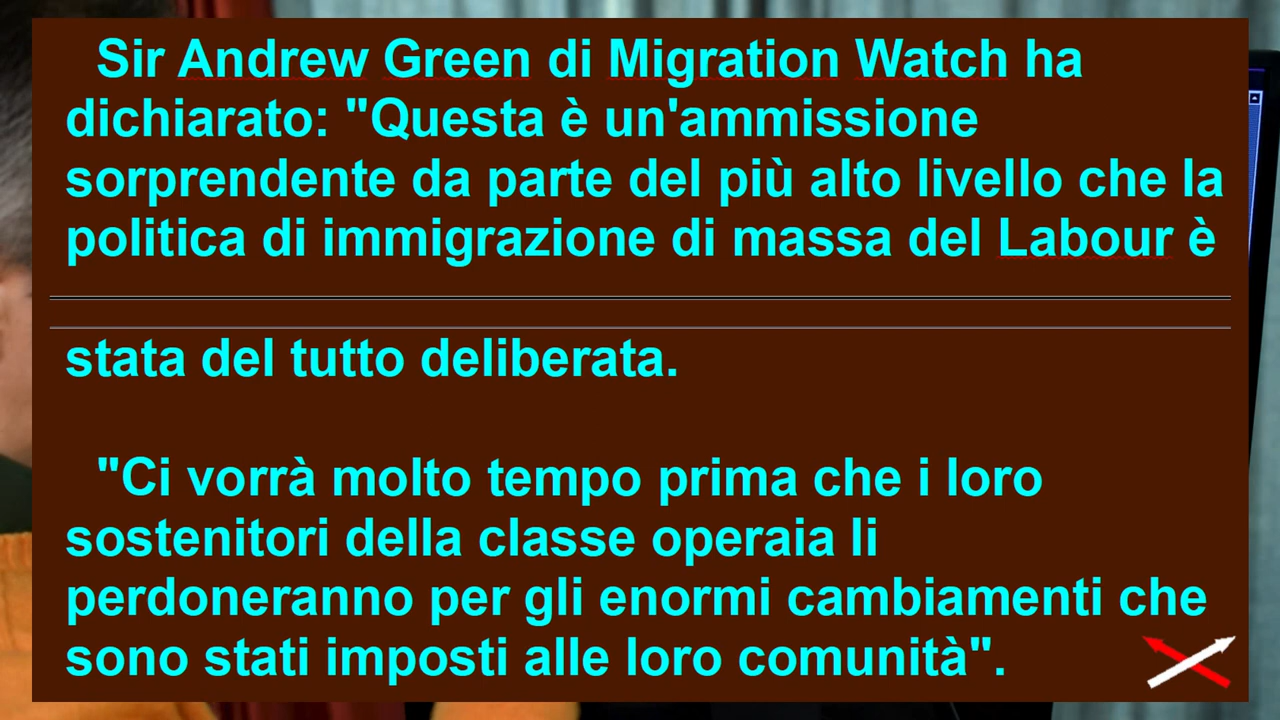 Sir Andrew Green di Migration Watch ha
dichiarato: "Questa è un'ammissione
sorprendente da parte del più alto livello che la
politica di immigrazione di massa del Labour è
stata del tutto deliberata.
"Ci vorrà molto tempo prima che i loro
sostenitori della classe operaia li
perdoneranno per gli enormi cambiamenti che
sono stati imposti alle loro comunità".